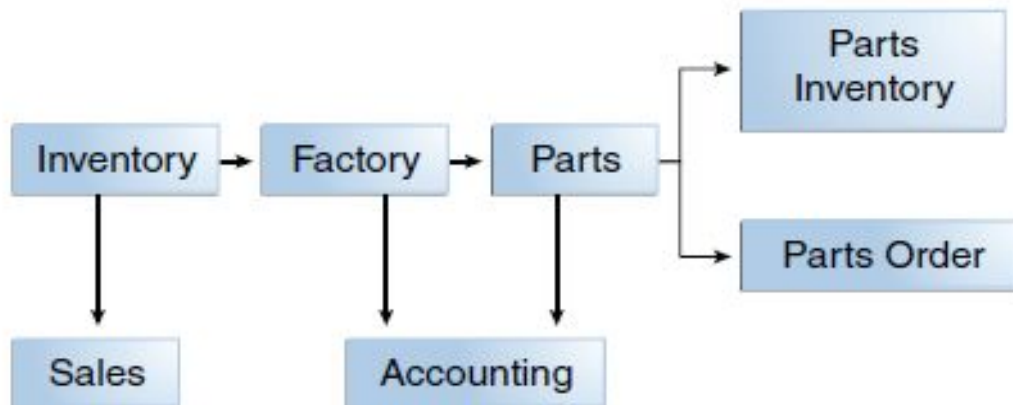 Parts
Inventory
Inventory
Factory
Parts
Parts Order
Sales
Accounting